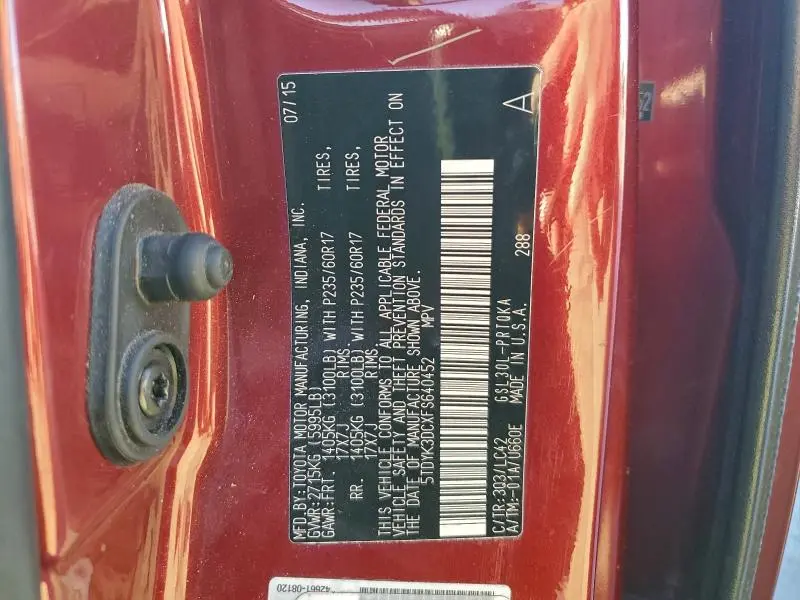 MFD.BY:TOYOTA MOTOR MANUFACTURING, INDIANA, INC. 07/15
GVWR:2715KG (5995LB)
GAWR:FRT. 1405KG (3100LB) WITH P235/60R17 TIRES,
17X7J RIMS,
RR. 1405KG (3100LB) WITH P235/60R17 TIRES,
17X7J RIMS
THIS VEHICLE CONFORMS TO ALL APPLICABLE FEDERAL MOTOR
VEHICLE SAFETY AND THEFT PREVENTION STANDARDS IN EFFECT ON
THE DATE OF MANUFACTURE SHOWN ABOVE.
5TDYK3DCXFS640452 MPV
288
C/TR:3Q3/LC42 GSL30L-PRTQKA
A/TM:-01A/U660E MADE IN U.S.A. A
42661-08120